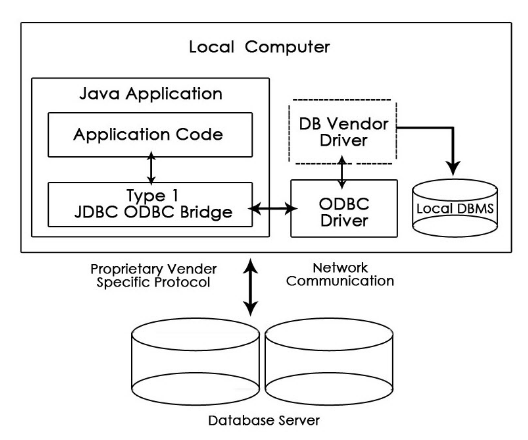 Local Computer
Java Application
Application Code
Type 1
JDBC ODBC Bridge
DB Vendor
Driver
ODBC
Driver
Local DBMS
Proprietary Vender
Specific Protocol
Network
Communication
Database Server